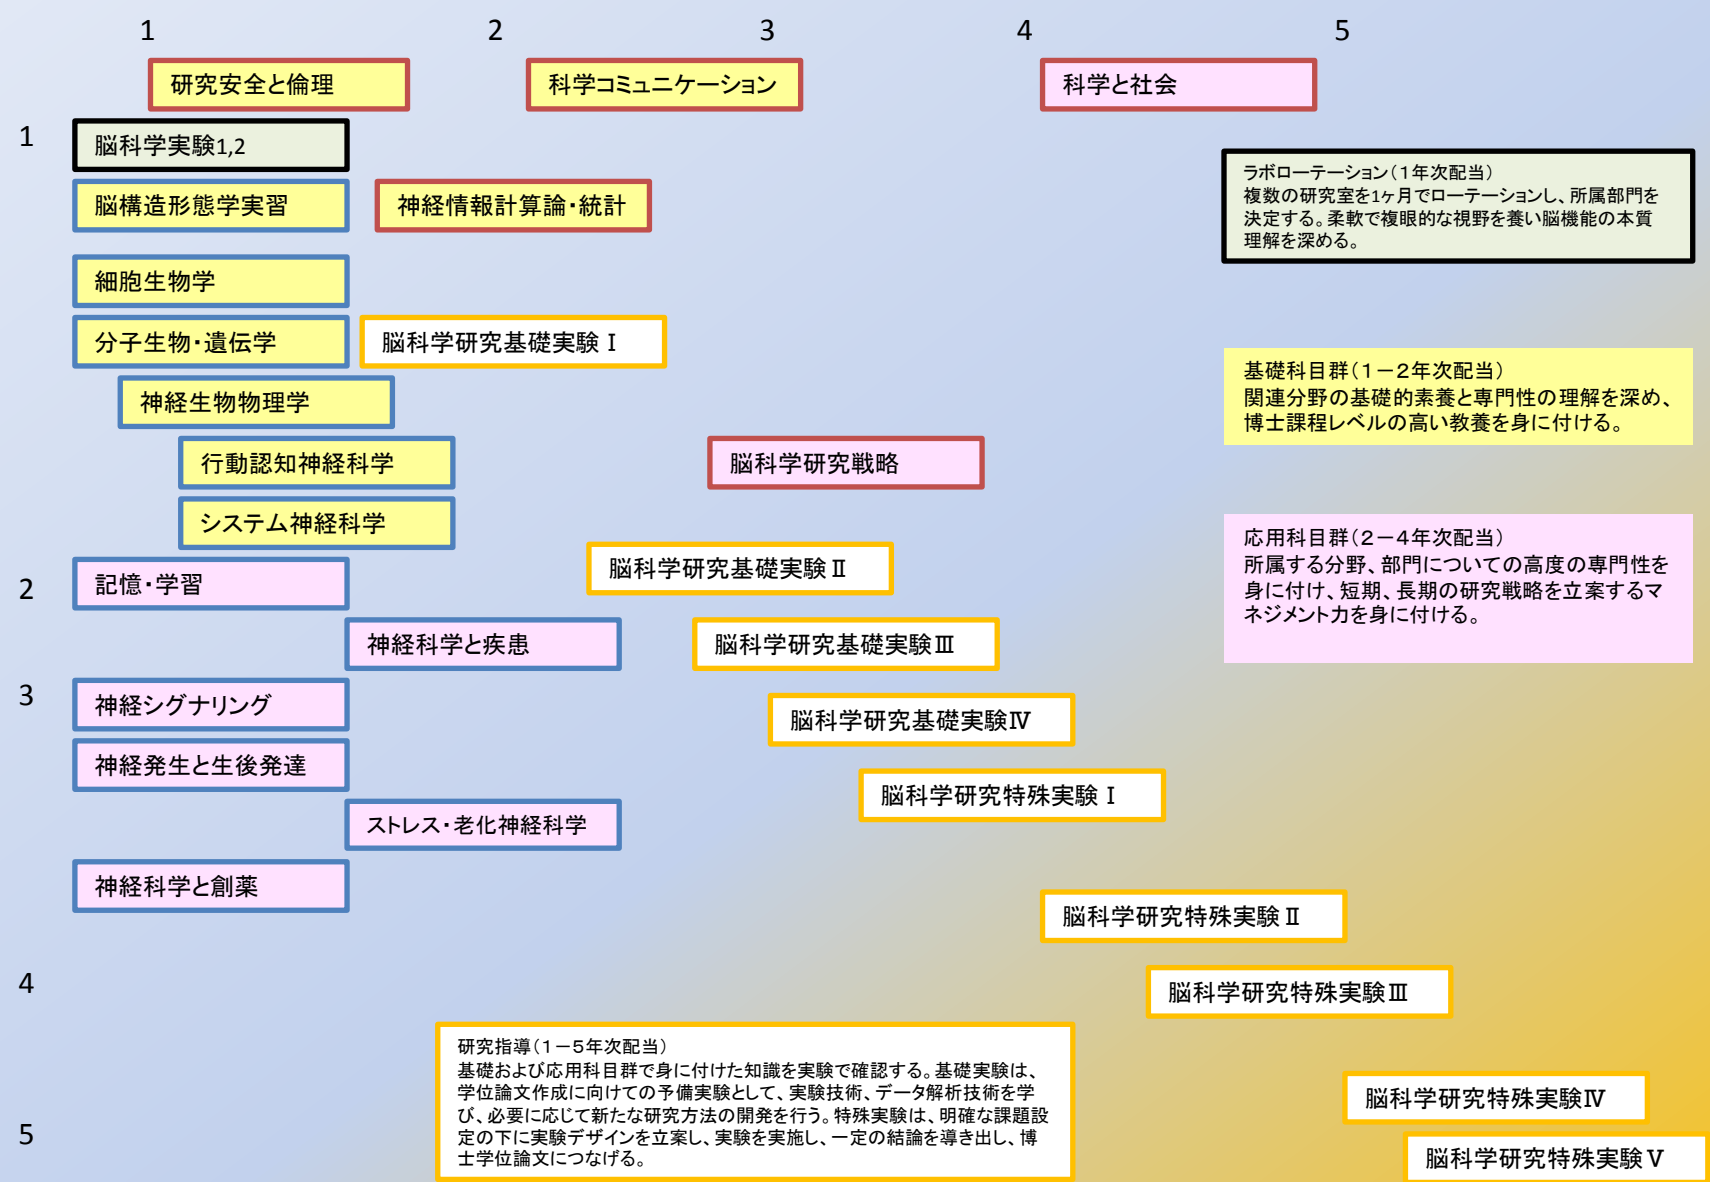 1
2
3
4
5
研究安全と倫理
科学コミュニケーション
科学と社会
1
脳科学実験1,2
ラボローテーション(1年次配当)
複数の研究室を1ヶ月でローテーションし、所属部門を
決定する。柔軟で複眼的な視野を養い脳機能の本質
理解を深める。
脳構造形態学実習
神経情報計算論・統計
細胞生物学
分子生物・遺伝学
脳科学研究基礎実験Ⅰ
基礎科目群(1-2年次配当)
関連分野の基礎的素養と専門性の理解を深め、
博士課程レベルの高い教養を身に付ける。
神経生物物理学
行動認知神経科学
脳科学研究戦略
システム神経科学
応用科目群(2-4年次配当)
所属する分野、部門についての高度の専門性を
身に付け、短期、長期の研究戦略を立案するマ
ネジメント力を身に付ける。
脳科学研究基礎実験Ⅱ
2
記憶・学習
神経科学と疾患
脳科学研究基礎実験Ⅲ
3
神経シグナリング
脳科学研究基礎実験Ⅳ
神経発生と生後発達
脳科学研究特殊実験Ⅰ
ストレス・老化神経科学
神経科学と創薬
脳科学研究特殊実験Ⅱ
4
脳科学研究特殊実験Ⅲ
研究指導(1-5年次配当)
基礎および応用科目群で身に付けた知識を実験で確認する。基礎実験は、
学位論文作成に向けての予備実験として、実験技術、データ解析技術を学
び、必要に応じて新たな研究方法の開発を行う。特殊実験は、明確な課題設
定の下に実験デザインを立案し、実験を実施し、一定の結論を導き出し、博
士学位論文につなげる。
脳科学研究特殊実験Ⅳ
5
脳科学研究特殊実験Ⅴ